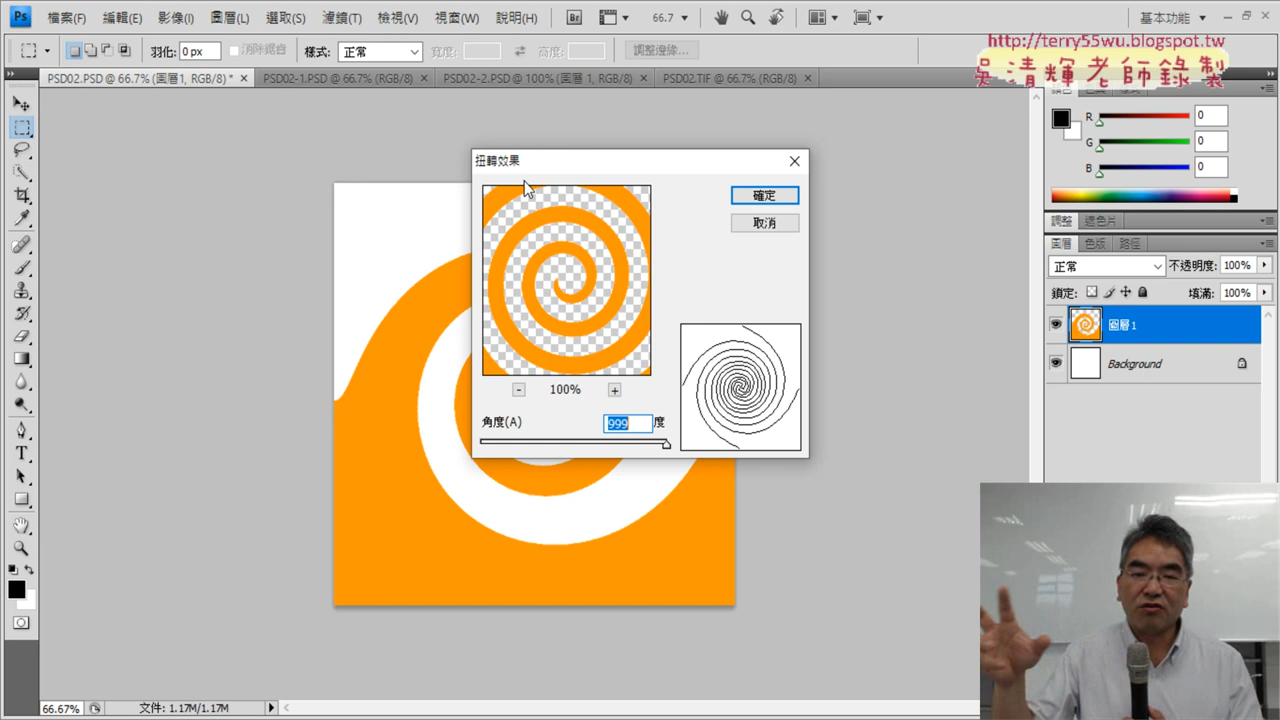 Ps 檔案(F) 編輯(E) 影像(I) 圖層(L) 選取(S) 濾鏡(T) 檢視(V) 視窗(W) 說明(H) Br 66.7 基本功能
羽化: 0 px 消除鋸齒 樣式: 正常 寬度: 高度: 調整邊緣...
http://terry55wu.blogspot.tw
吳清輝老師錄製
PSD02.PSD @ 66.7% (圖層 1, RGB/8) * PSD02-1.PSD @ 66.7% (RGB/8) PSD02-2.PSD @ 100% (圖層 1, RGB/8) PSD02.TIF @ 66.7% (RGB/8)
R 0
G 0
B 0
扭轉效果
確定
取消
100%
角度(A) 999 度
調整 遮色片
圖層 色版 路徑
正常 不透明度: 100%
鎖定: 填滿: 100%
圖層 1
Background
66.67% 文件: 1.17M/1.17M